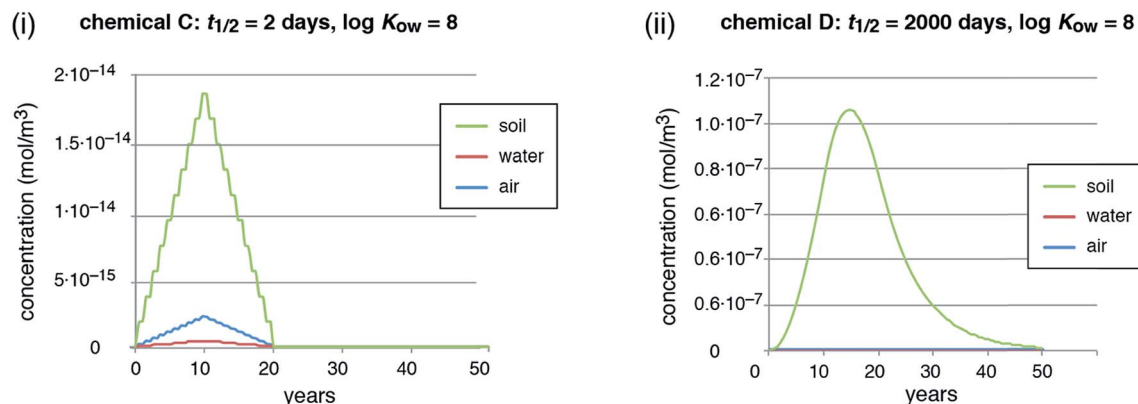 (i) chemical C: t1/2 = 2 days, log Kow = 8
2·10⁻¹⁴
1.5·10⁻¹⁴
1·10⁻¹⁴
5·10⁻¹⁵
0
concentration (mol/m³)
soil
water
air
0 10 20 30 40 50
years
(ii) chemical D: t1/2 = 2000 days, log Kow = 8
1.2·10⁻⁷
1.0·10⁻⁷
0.8·10⁻⁷
0.6·10⁻⁷
0.6·10⁻⁷
0.6·10⁻⁷
0
concentration (mol/m³)
soil
water
air
0 10 20 30 40 50
years